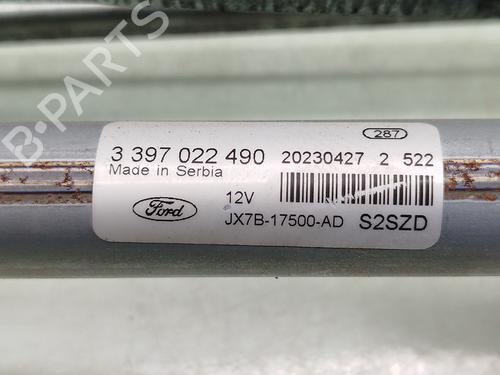 B-PARTS
287
3 397 022 490 20230427 2 522
Made in Serbia
Ford
12V
JX7B-17500-AD S2SZD